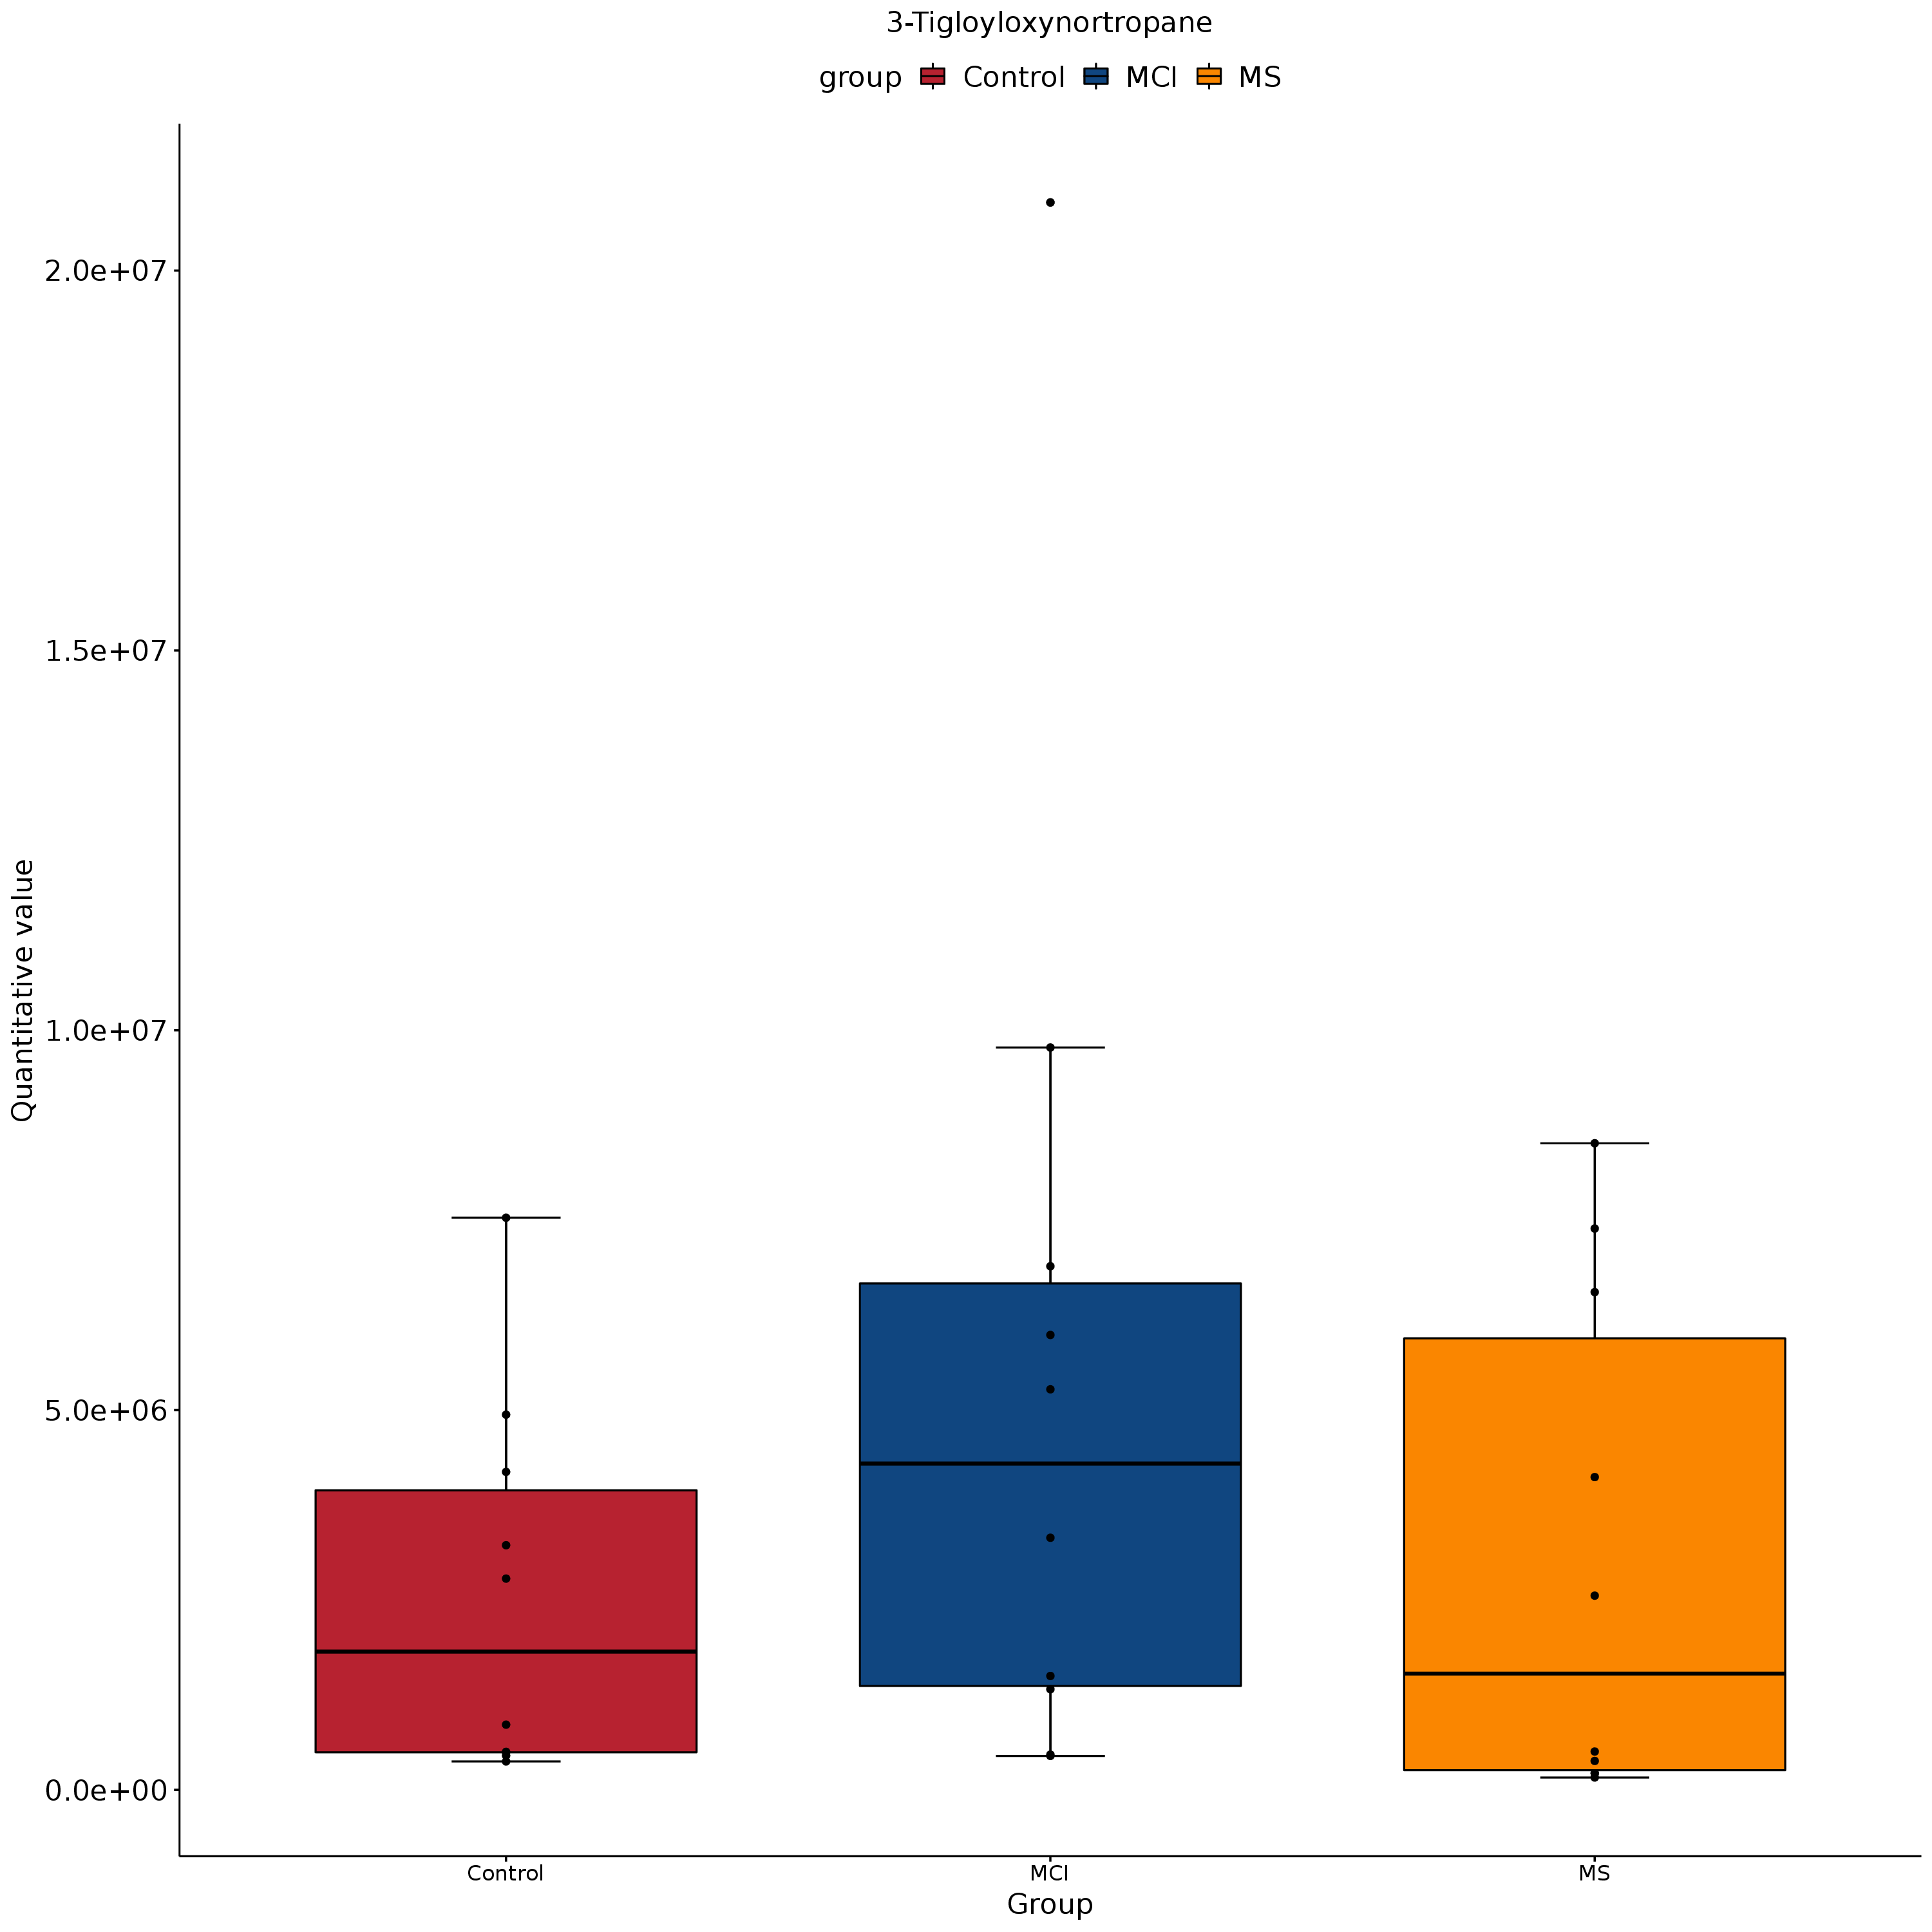 3-Tigloyloxynortropane
group Control MCI MS
2.0e+07
1.5e+07
1.0e+07
5.0e+06
0.0e+00
Quantitative value
Control MCI MS
Group